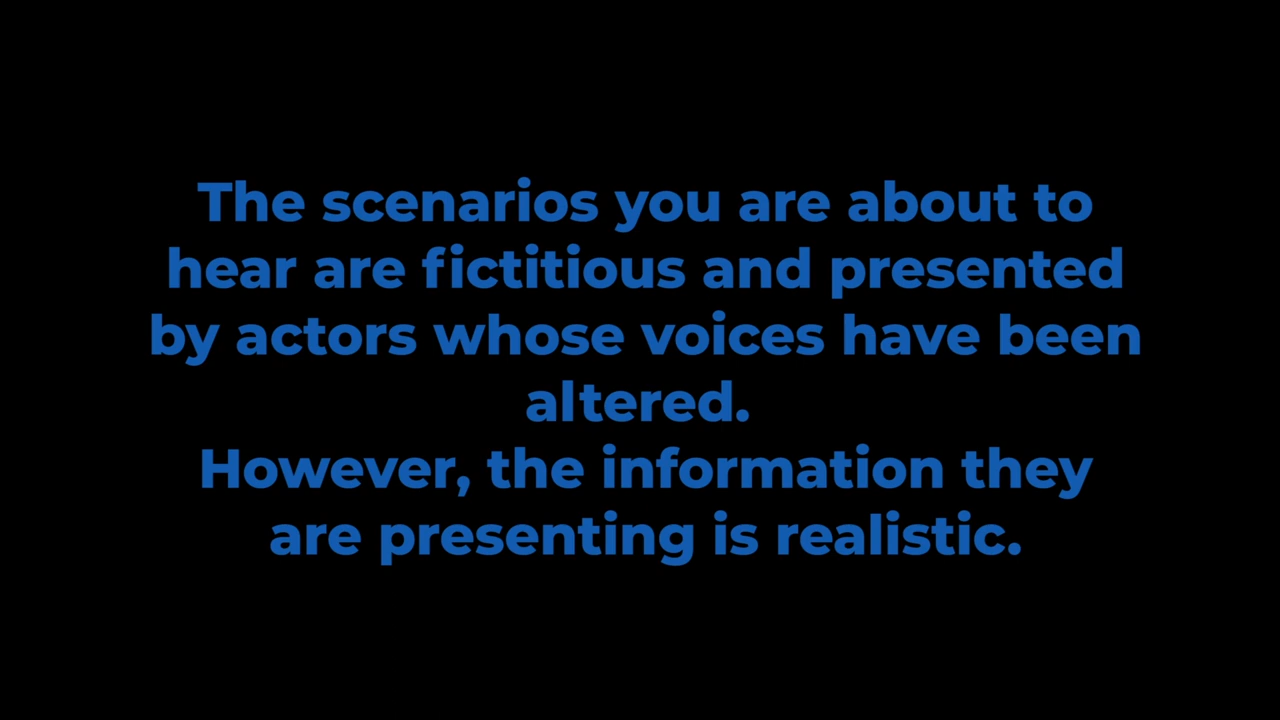 The scenarios you are about to
hear are fictitious and presented
by actors whose voices have been
altered.
However, the information they
are presenting is realistic.